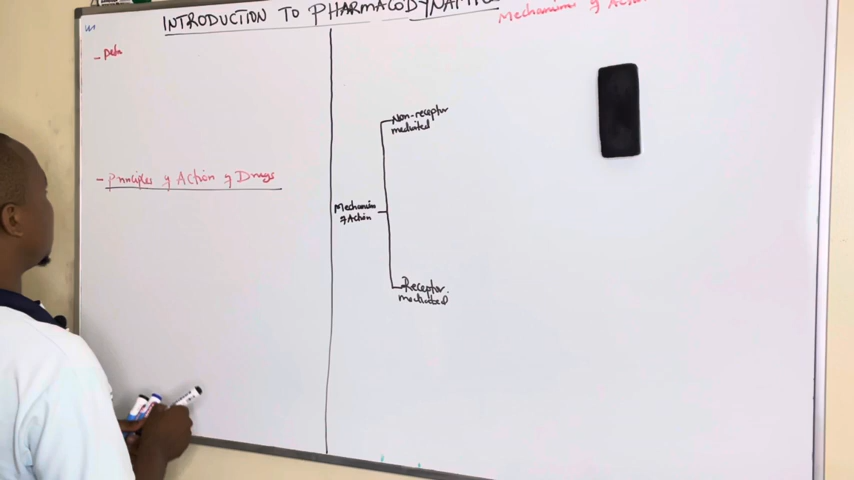 INTRODUCTION TO PHARMACODYNAMIC
Mechanisms of Action
- Defn
- Principles of Action of Drugs
Non-receptor
mediated
Mechanism
of Action
Receptor-
mediated